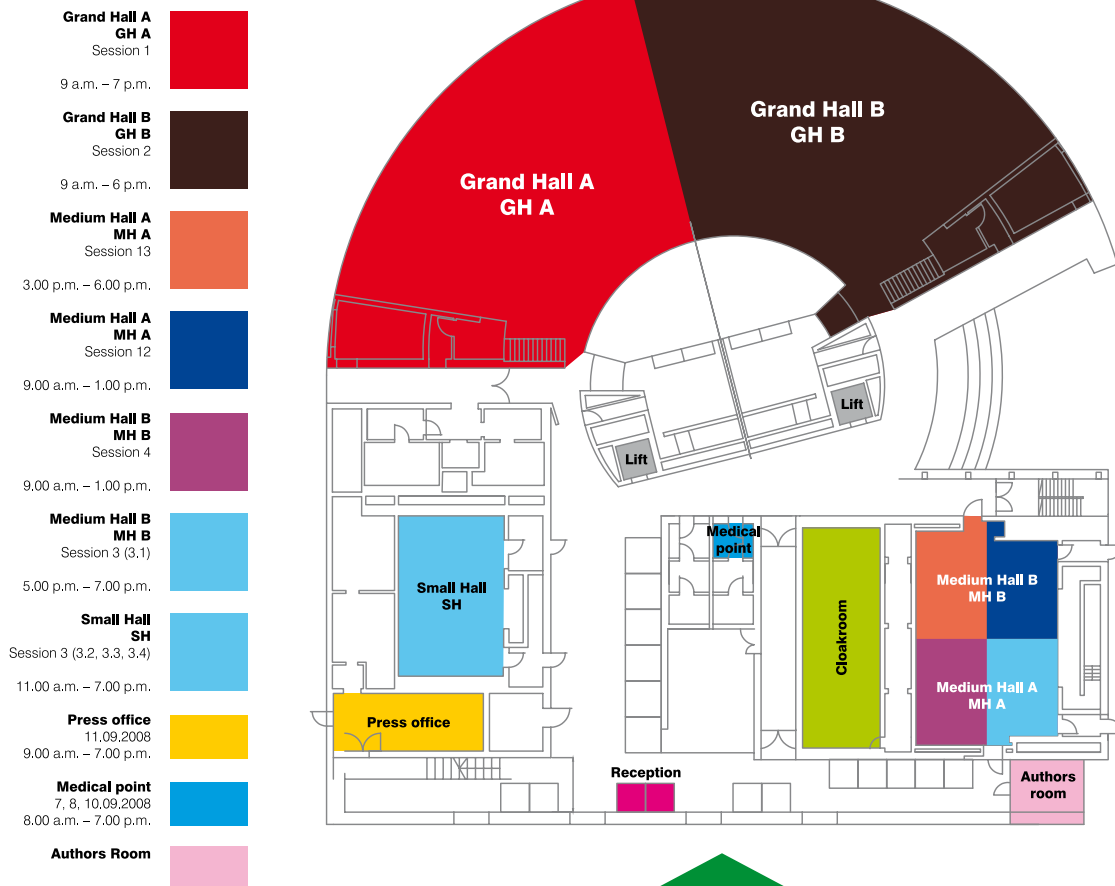 Grand Hall A
GH A
Session 1
9 a.m. – 7 p.m.
Grand Hall B
GH B
Session 2
9 a.m. – 6 p.m.
Medium Hall A
MH A
Session 13
3.00 p.m. – 6.00 p.m.
Medium Hall A
MH A
Session 12
9.00 a.m. – 1.00 p.m.
Medium Hall B
MH B
Session 4
9.00 a.m. – 1.00 p.m.
Medium Hall B
MH B
Session 3 (3.1)
5.00 p.m. – 7.00 p.m.
Small Hall
SH
Session 3 (3.2, 3.3, 3.4)
11.00 a.m. – 7.00 p.m.
Press office
11.09.2008
9.00 a.m. – 7.00 p.m.
Medical point
7, 8, 10.09.2008
8.00 a.m. – 7.00 p.m.
Authors Room
Grand Hall A
GH A
Grand Hall B
GH B
Lift
Lift
Medical
point
Small Hall
SH
Cloakroom
Medium Hall B
MH B
Medium Hall A
MH A
Press office
Reception
Authors
room